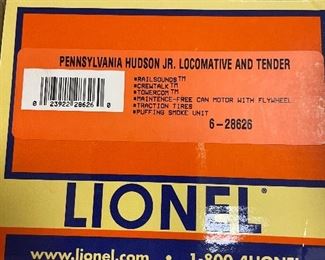 PENNSYLVANIA HUDSON JR. LOCOMATIVE AND TENDER
*RAILSOUNDS™
*CREWTALK™
*TOWERCOM™
*MAINTENCE-FREE CAN MOTOR WITH FLYWHEEL
*TRACTION TIRES
*PUFFING SMOKE UNIT
0 23922 28626 0
6-28626
LIONEL®
www.lionel.com • 1-800-4LIONEL